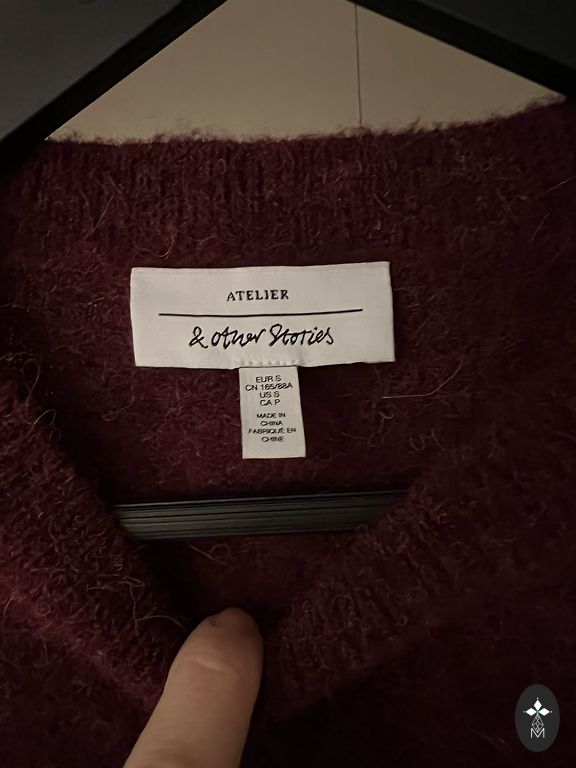 ATELIER
& other Stories
EUR S
CN 165/88A
US S
CA P
MADE IN
CHINA
FABRIQUÉ EN
CHINE
M